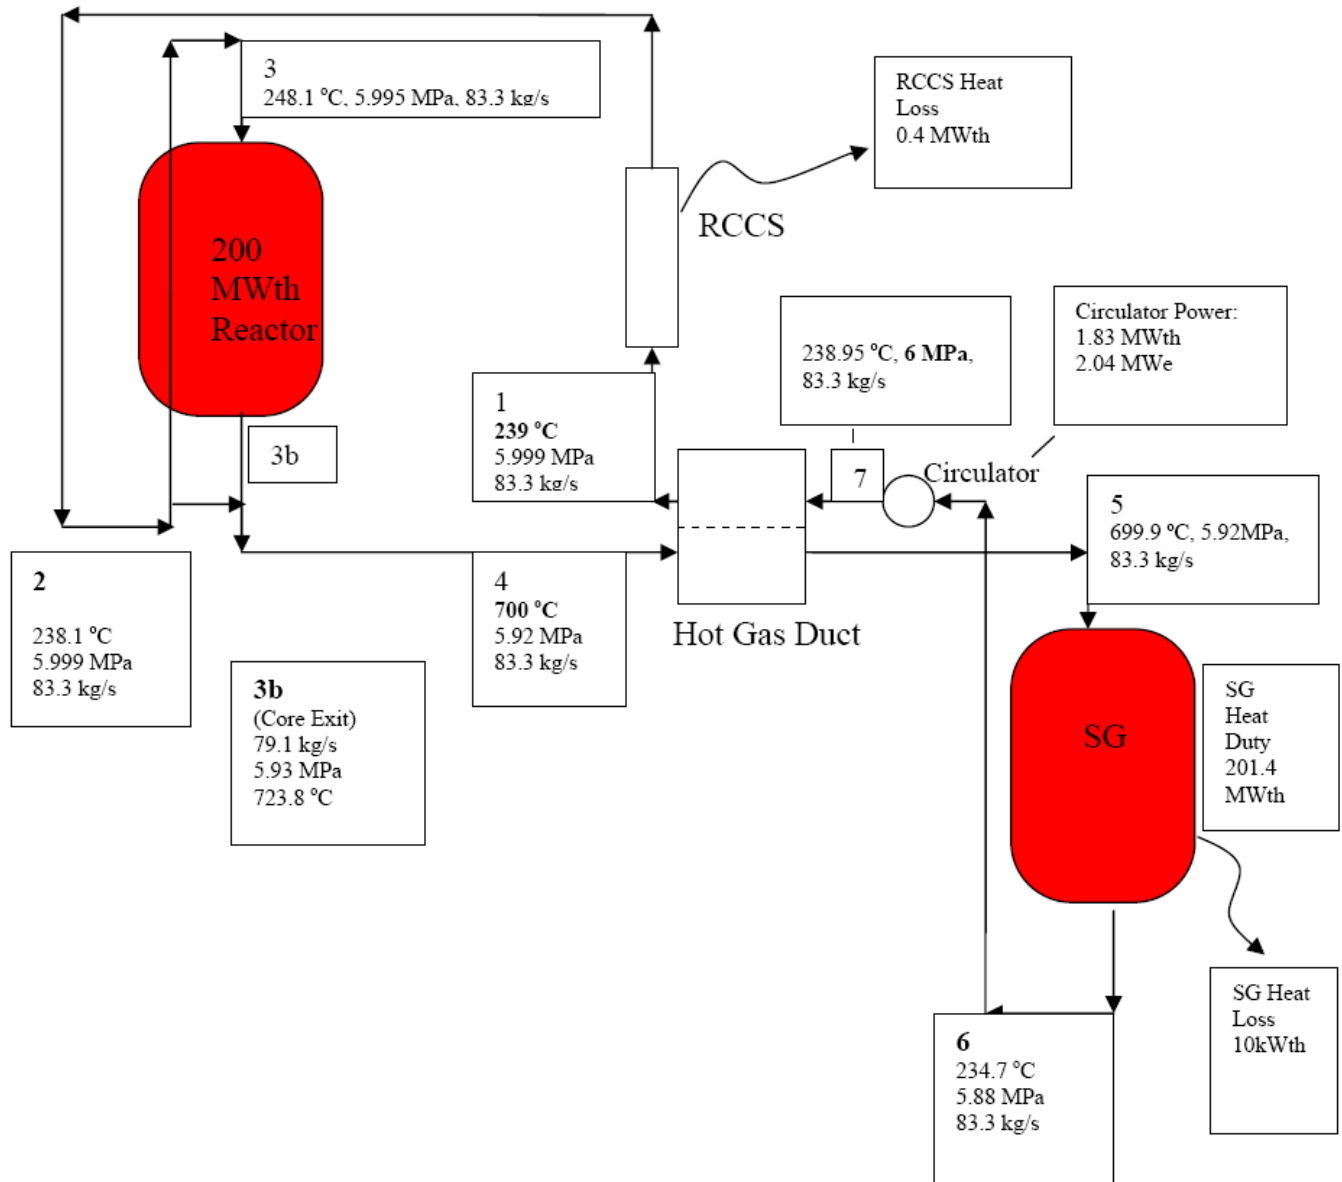 3
248.1 °C, 5.995 MPa, 83.3 kg/s
RCCS Heat
Loss
0.4 MWth
200
MWth
Reactor
RCCS
238.95 °C, 6 MPa,
83.3 kg/s
Circulator Power:
1.83 MWth
2.04 MWe
1
239 °C
5.999 MPa
83.3 kg/s
3b
7
Circulator
5
699.9 °C, 5.92MPa,
83.3 kg/s
2
238.1 °C
5.999 MPa
83.3 kg/s
4
700 °C
5.92 MPa
83.3 kg/s
Hot Gas Duct
3b
(Core Exit)
79.1 kg/s
5.93 MPa
723.8 °C
SG
SG
Heat
Duty
201.4
MWth
6
234.7 °C
5.88 MPa
83.3 kg/s
SG Heat
Loss
10kWth